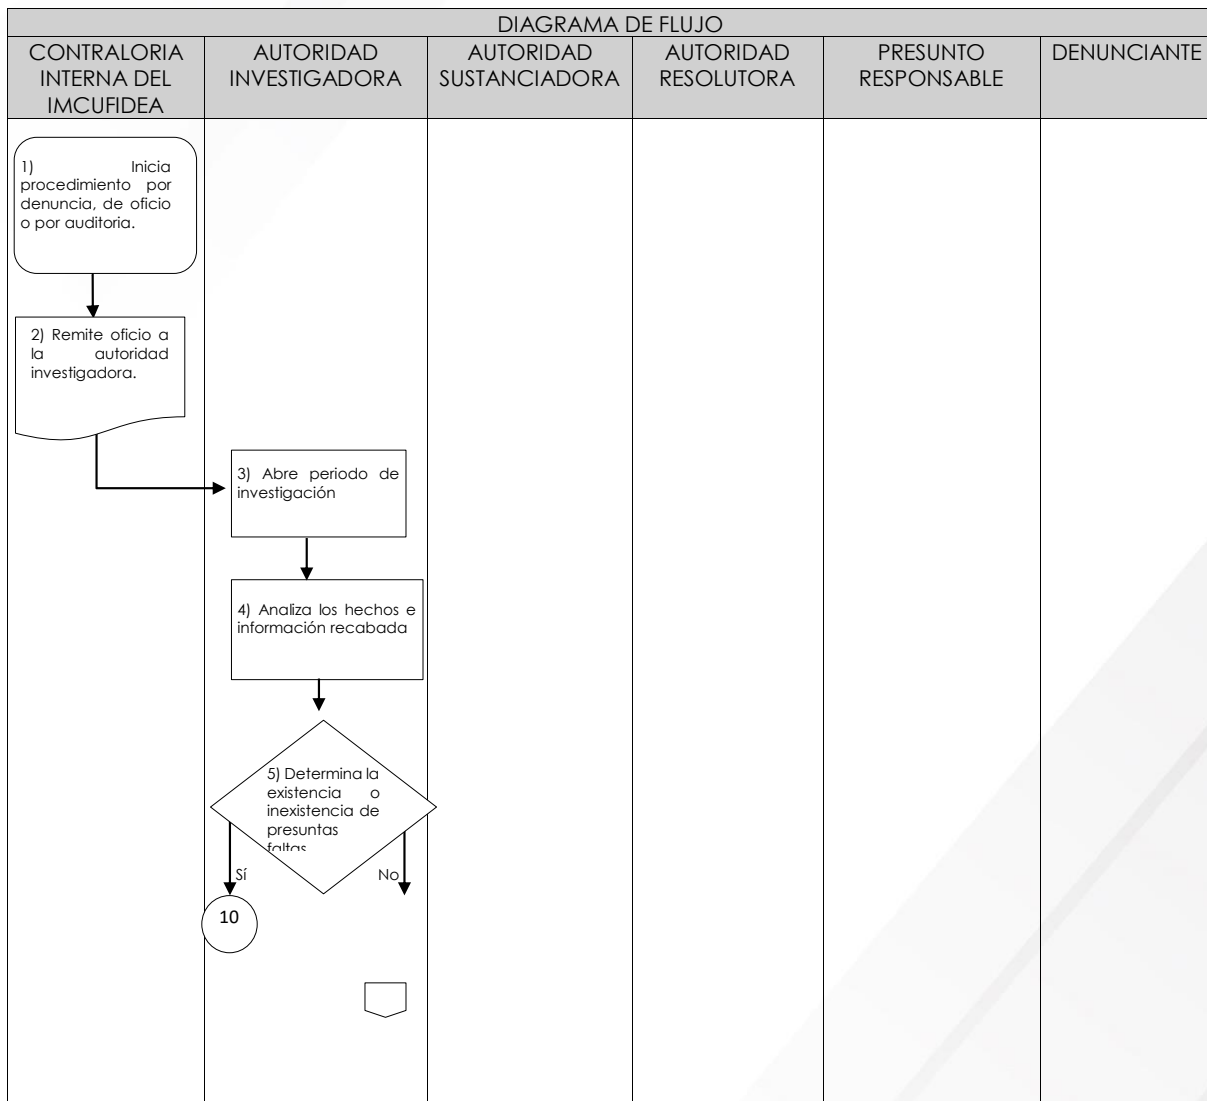 DIAGRAMA DE FLUJO
CONTRALORIA
INTERNA DEL
IMCUFIDEA
AUTORIDAD
INVESTIGADORA
AUTORIDAD
SUSTANCIADORA
AUTORIDAD
RESOLUTORA
PRESUNTO
RESPONSABLE
DENUNCIANTE
1) Inicia
procedimiento por
denuncia, de oficio
o por auditoria.
2) Remite oficio a
la autoridad
investigadora.
3) Abre periodo de
investigación
4) Analiza los hechos e
información recabada
5) Determina la
existencia o
inexistencia de
presuntas
faltas
Sí
No
10